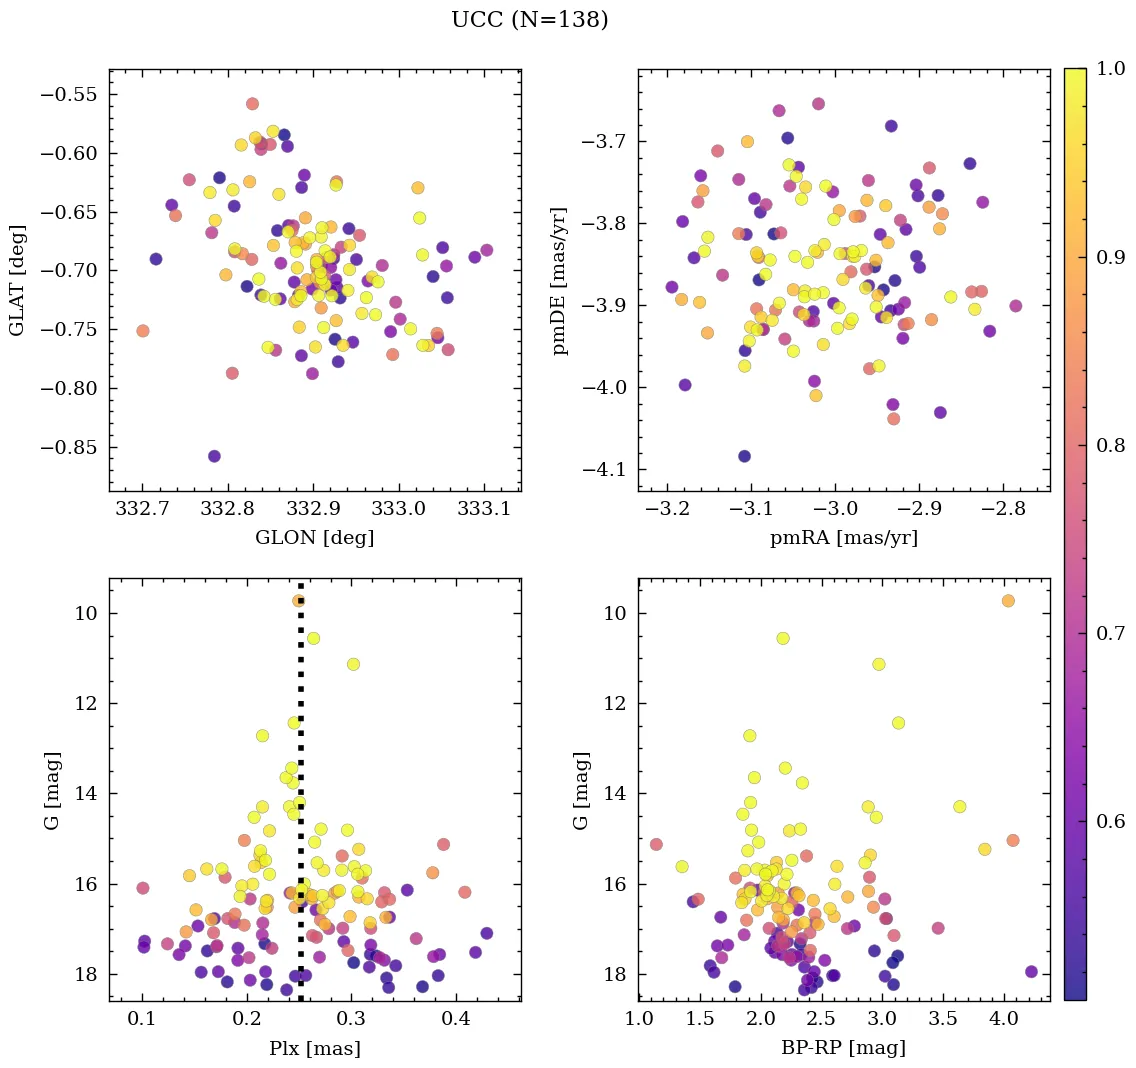 UCC (N=138)
−0.55
−0.60
−0.65
−0.70
−0.75
−0.80
−0.85
GLAT [deg]
332.7 332.8 332.9 333.0 333.1
GLON [deg]
−3.7
−3.8
−3.9
−4.0
−4.1
pmDE [mas/yr]
−3.2 −3.1 −3.0 −2.9 −2.8
pmRA [mas/yr]
1.0
0.9
0.8
0.7
0.6
10
12
14
16
18
G [mag]
0.1 0.2 0.3 0.4
Plx [mas]
10
12
14
16
18
G [mag]
1.0 1.5 2.0 2.5 3.0 3.5 4.0
BP-RP [mag]